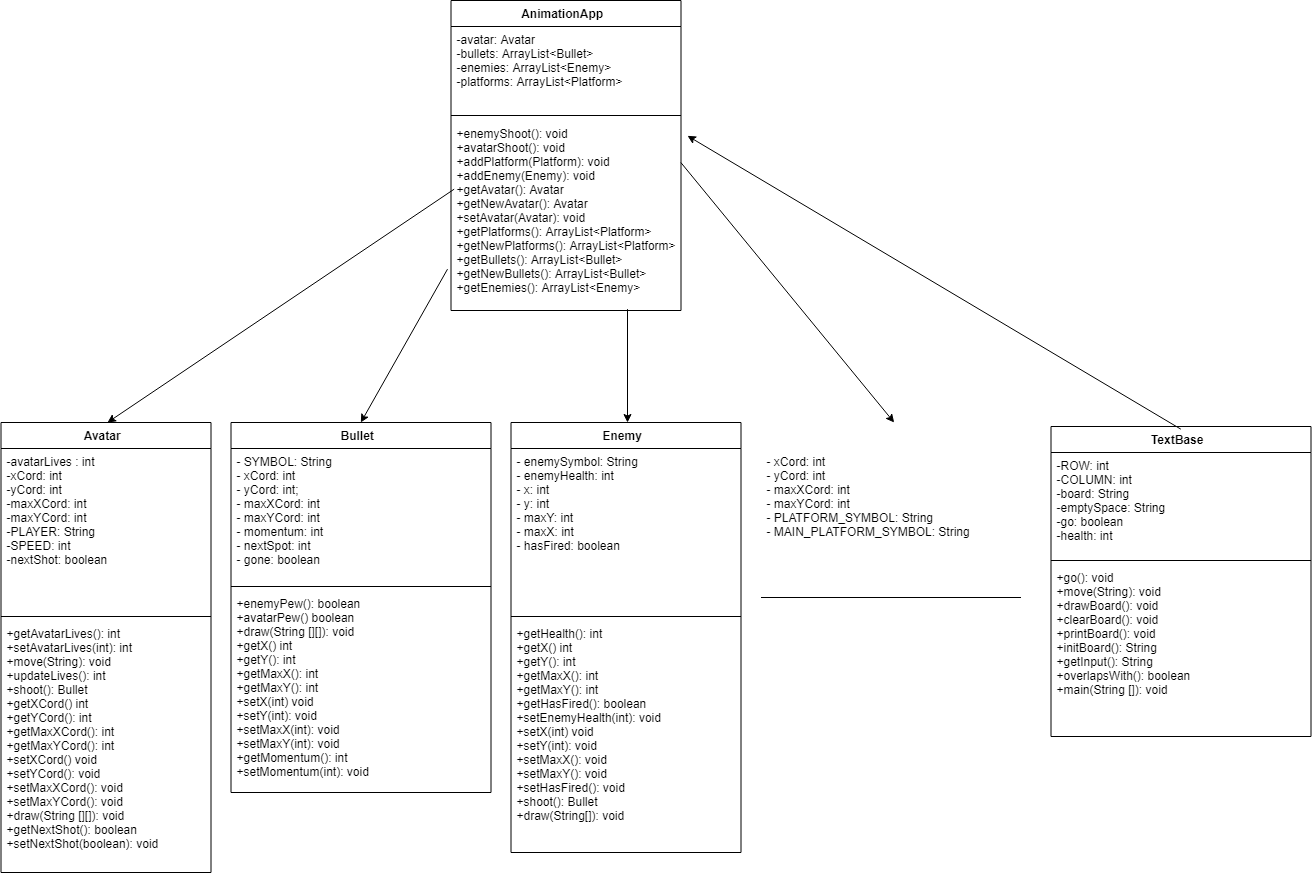 AnimationApp
-avatar: Avatar
-bullets: ArrayList<Bullet>
-enemies: ArrayList<Enemy>
-platforms: ArrayList<Platform>
+enemyShoot(): void
+avatarShoot(): void
+addPlatform(Platform): void
+addEnemy(Enemy): void
+getAvatar(): Avatar
+getNewAvatar(): Avatar
+setAvatar(Avatar): void
+getPlatforms(): ArrayList<Platform>
+getNewPlatforms(): ArrayList<Platform>
+getBullets(): ArrayList<Bullet>
+getNewBullets(): ArrayList<Bullet>
+getEnemies(): ArrayList<Enemy>
Avatar
-avatarLives : int
-xCord: int
-yCord: int
-maxXCord: int
-maxYCord: int
-PLAYER: String
-SPEED: int
-nextShot: boolean
+getAvatarLives(): int
+setAvatarLives(int): int
+move(String): void
+updateLives(): int
+shoot(): Bullet
+getXCord() int
+getYCord(): int
+getMaxXCord(): int
+getMaxYCord(): int
+setXCord() void
+setYCord(): void
+setMaxXCord(): void
+setMaxYCord(): void
+draw(String [][]): void
+getNextShot(): boolean
+setNextShot(boolean): void
Bullet
- SYMBOL: String
- xCord: int
- yCord: int;
- maxXCord: int
- maxYCord: int
- momentum: int
- nextSpot: int
- gone: boolean
+enemyPew(): boolean
+avatarPew() boolean
+draw(String [][]): void
+getX() int
+getY(): int
+getMaxX(): int
+getMaxY(): int
+setX(int) void
+setY(int): void
+setMaxX(int): void
+setMaxY(int): void
+getMomentum(): int
+setMomentum(int): void
Enemy
- enemySymbol: String
- enemyHealth: int
- x: int
- y: int
- maxY: int
- maxX: int
- hasFired: boolean
+getHealth(): int
+getX() int
+getY(): int
+getMaxX(): int
+getMaxY(): int
+getHasFired(): boolean
+setEnemyHealth(int): void
+setX(int) void
+setY(int): void
+setMaxX(): void
+setMaxY(): void
+setHasFired(): void
+shoot(): Bullet
+draw(String[]): void
- xCord: int
- yCord: int
- maxXCord: int
- maxYCord: int
- PLATFORM_SYMBOL: String
- MAIN_PLATFORM_SYMBOL: String
TextBase
-ROW: int
-COLUMN: int
-board: String
-emptySpace: String
-go: boolean
-health: int
+go(): void
+move(String): void
+drawBoard(): void
+clearBoard(): void
+printBoard(): void
+initBoard(): String
+getInput(): String
+overlapsWith(): boolean
+main(String []): void